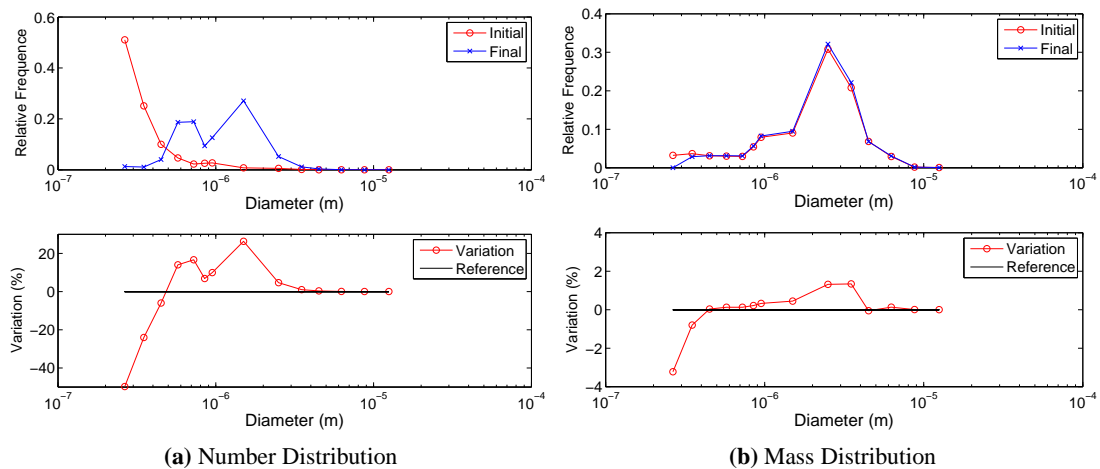 0.6
0.4
0.2
0
Relative Frequence
Initial
Final
10^-7
10^-6
10^-5
10^-4
Diameter (m)
20
0
-20
-40
Variation (%)
Variation
Reference
10^-7
10^-6
10^-5
10^-4
Diameter (m)
(a) Number Distribution
0.4
0.3
0.2
0.1
0
Relative Frequence
Initial
Final
10^-7
10^-6
10^-5
10^-4
Diameter (m)
4
2
0
−2
−4
Variation (%)
Variation
Reference
10^-7
10^-6
10^-5
10^-4
Diameter (m)
(b) Mass Distribution